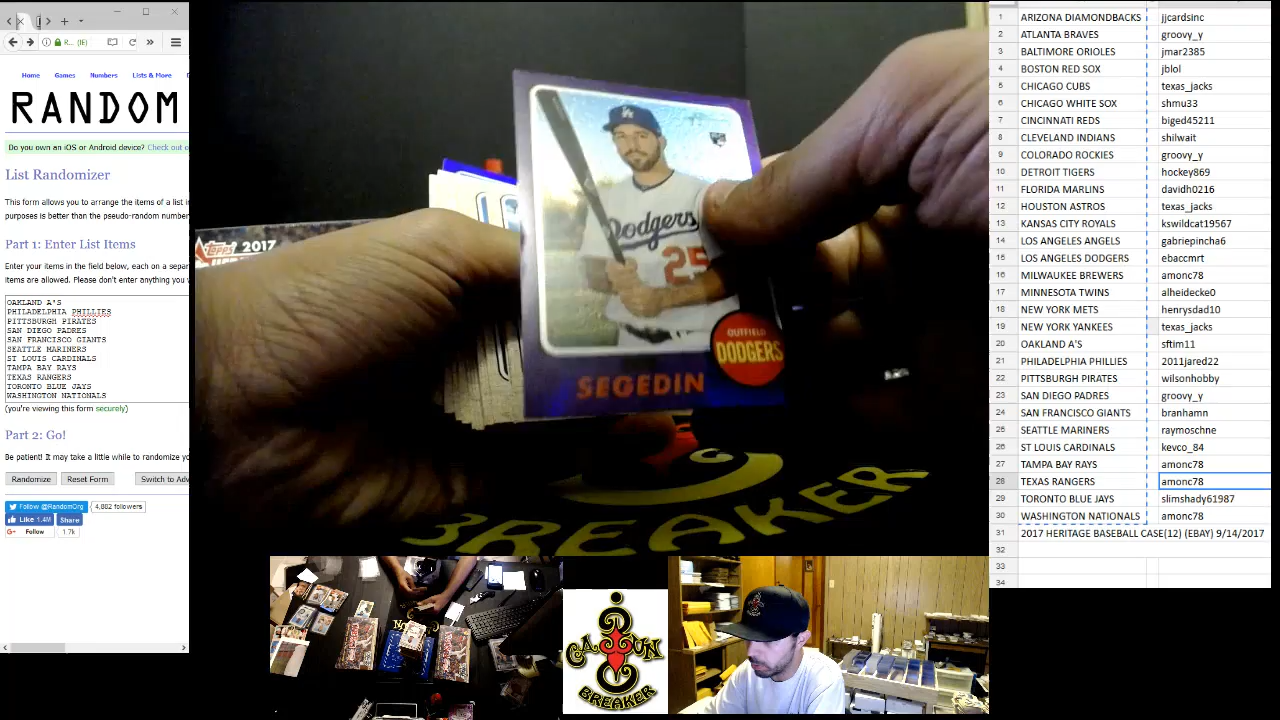 Home Games Numbers Lists & More
RANDOM
Do you own an iOS or Android device? Check out o
List Randomizer
This form allows you to arrange the items of a list i
purposes is better than the pseudo-random number
Part 1: Enter List Items
Enter your items in the field below, each on a sepa
items are allowed. Please don't enter anything you
OAKLAND A'S
PHILADELPHIA PHILLIES
PITTSBURGH PIRATES
SAN DIEGO PADRES
SAN FRANCISCO GIANTS
SEATTLE MARINERS
ST LOUIS CARDINALS
TAMPA BAY RAYS
TEXAS RANGERS
TORONTO BLUE JAYS
WASHINGTON NATIONALS
(you're viewing this form securely)
Part 2: Go!
Be patient! It may take a little while to randomize yo
Randomize Reset Form Switch to Adv
Follow @RandomOrg 4,882 followers
Like 1.4M Share
G+ Follow 1.7k
Topps 2017
Dodgers
25
OUTFIELD
DODGERS
SEGEDIN
BREAKER
CAJUN
BREAKER
1 ARIZONA DIAMONDBACKS jjcardsinc
2 ATLANTA BRAVES groovy_y
3 BALTIMORE ORIOLES jmar2385
4 BOSTON RED SOX jblol
5 CHICAGO CUBS texas_jacks
6 CHICAGO WHITE SOX shmu33
7 CINCINNATI REDS biged45211
8 CLEVELAND INDIANS shilwait
9 COLORADO ROCKIES groovy_y
10 DETROIT TIGERS hockey869
11 FLORIDA MARLINS davidh0216
12 HOUSTON ASTROS texas_jacks
13 KANSAS CITY ROYALS kswildcat19567
14 LOS ANGELES ANGELS gabriepincha6
15 LOS ANGELES DODGERS ebaccmrt
16 MILWAUKEE BREWERS amonc78
17 MINNESOTA TWINS alheidecke0
18 NEW YORK METS henrysdad10
19 NEW YORK YANKEES texas_jacks
20 OAKLAND A'S sftim11
21 PHILADELPHIA PHILLIES 2011jared22
22 PITTSBURGH PIRATES wilsonhobby
23 SAN DIEGO PADRES groovy_y
24 SAN FRANCISCO GIANTS branhamn
25 SEATTLE MARINERS raymoschne
26 ST LOUIS CARDINALS kevco_84
27 TAMPA BAY RAYS amonc78
28 TEXAS RANGERS amonc78
29 TORONTO BLUE JAYS slimshady61987
30 WASHINGTON NATIONALS amonc78
31 2017 HERITAGE BASEBALL CASE(12) (EBAY) 9/14/2017
32
33
34